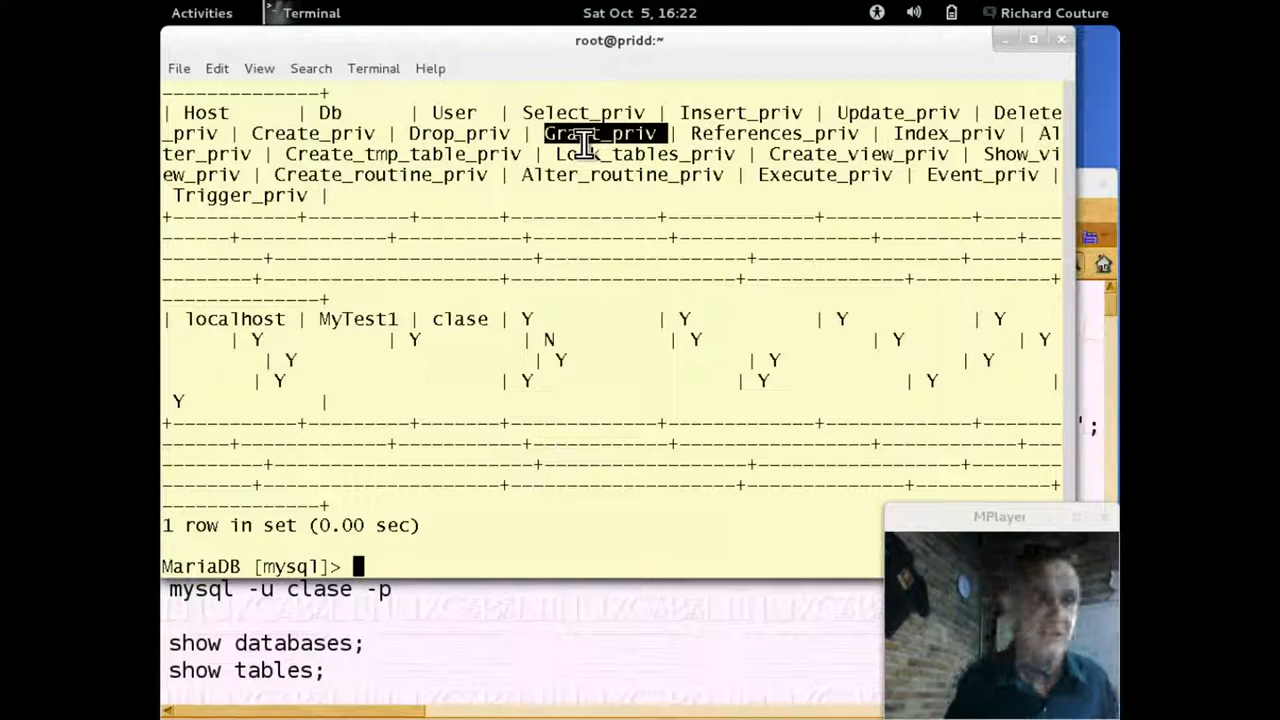 Activities Terminal Sat Oct 5, 16:22 Richard Couture
root@pridd:~
File Edit View Search Terminal Help
--------------+
| Host | Db | User | Select_priv | Insert_priv | Update_priv | Delete
_priv | Create_priv | Drop_priv | Grant_priv | References_priv | Index_priv | Al
ter_priv | Create_tmp_table_priv | Lock_tables_priv | Create_view_priv | Show_vi
ew_priv | Create_routine_priv | Alter_routine_priv | Execute_priv | Event_priv |
Trigger_priv |
+-----------+---------+-------+-------------+-------------+-------------+-------
------+-------------+-----------+------------+-----------------+------------+---
---------+-----------------------+------------------+------------------+--------
--------+---------------------+--------------------+--------------+------------+
--------------+
| localhost | MyTest1 | clase | Y | Y | Y | Y
| Y | Y | N | Y | Y | Y
| Y | Y | Y | Y
| Y | Y | Y | Y |
Y |
+-----------+---------+-------+-------------+-------------+-------------+-------
------+-------------+-----------+------------+-----------------+------------+---
---------+-----------------------+------------------+------------------+--------
--------+---------------------+--------------------+--------------+------------+
--------------+
1 row in set (0.00 sec)
MariaDB [mysql]>
';
MPlayer
mysql -u clase -p
show databases;
show tables;